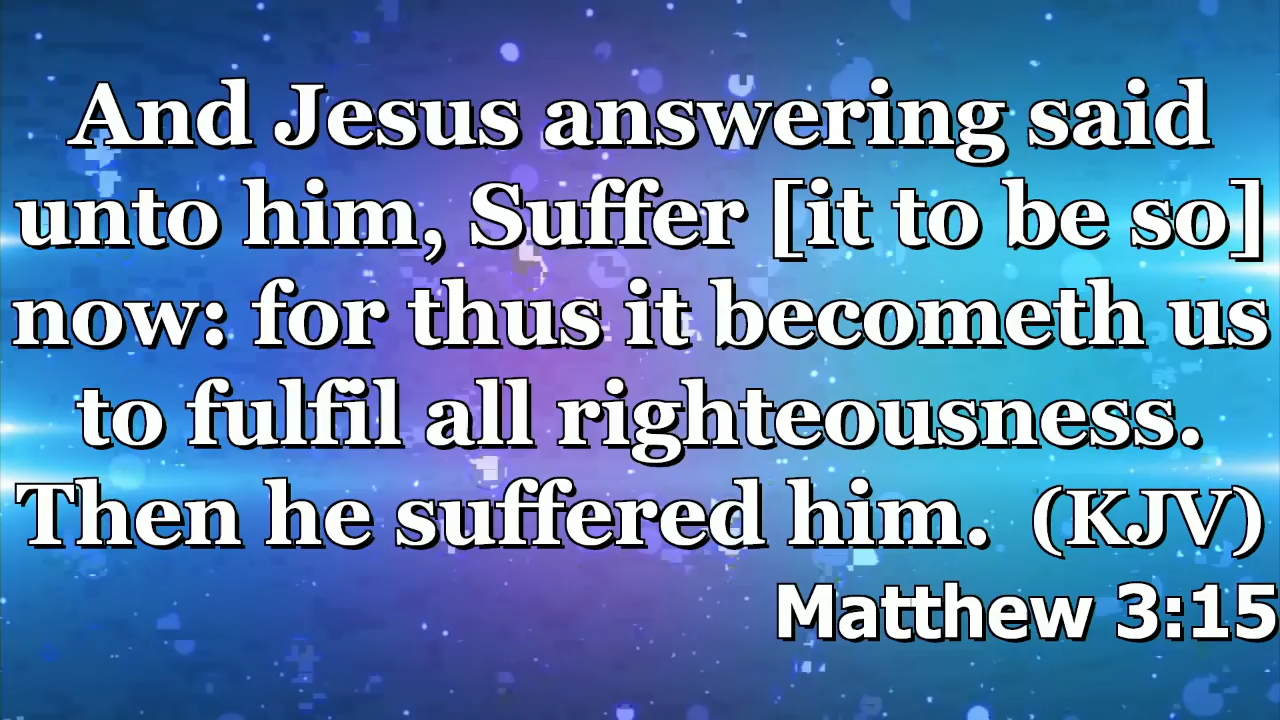 And Jesus answering said
unto him, Suffer [it to be so]
now: for thus it becometh us
to fulfil all righteousness.
Then he suffered him. (KJV)
Matthew 3:15